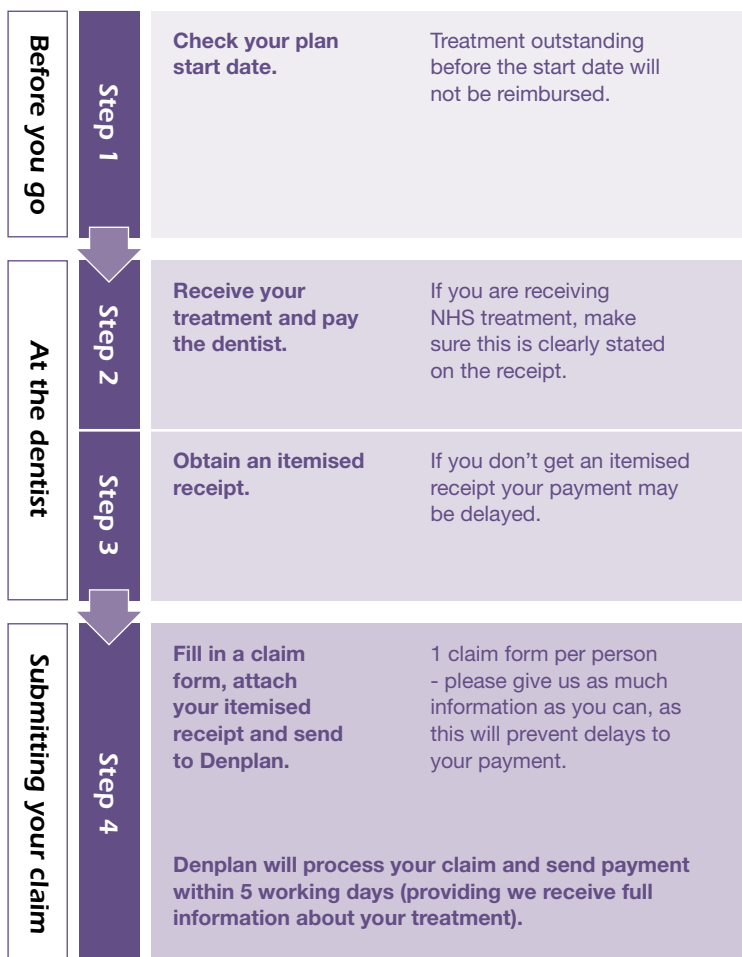 Before you go
Step 1
Check your plan
start date.
Treatment outstanding
before the start date will
not be reimbursed.
At the dentist
Step 2
Receive your
treatment and pay
the dentist.
If you are receiving
NHS treatment, make
sure this is clearly stated
on the receipt.
Step 3
Obtain an itemised
receipt.
If you don’t get an itemised
receipt your payment may
be delayed.
Submitting your claim
Step 4
Fill in a claim
form, attach
your itemised
receipt and send
to Denplan.
1 claim form per person
- please give us as much
information as you can, as
this will prevent delays to
your payment.
Denplan will process your claim and send payment
within 5 working days (providing we receive full
information about your treatment).